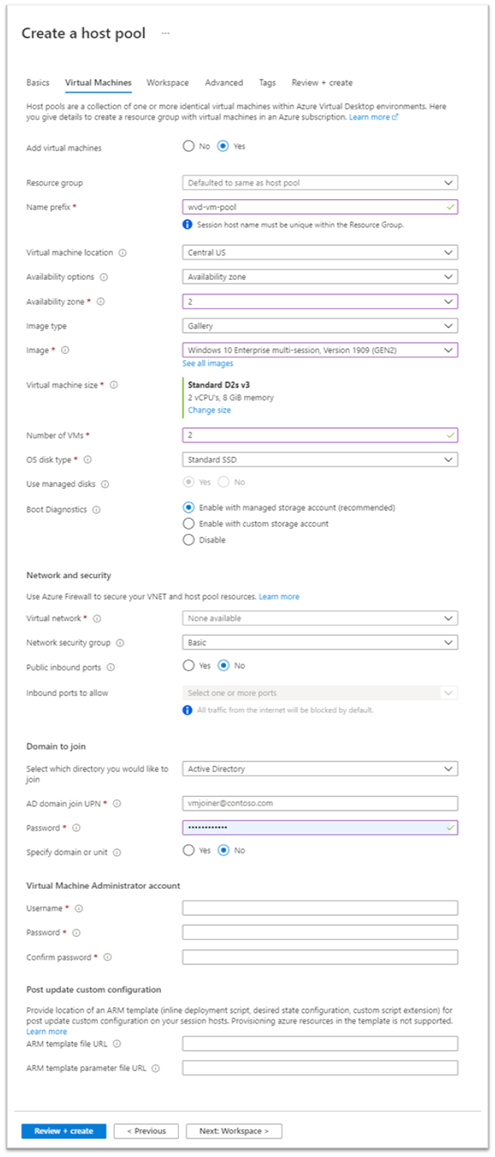 Create a host pool ...
Basics Virtual Machines Workspace Advanced Tags Review + create
Host pools are a collection of one or more identical virtual machines within Azure Virtual Desktop environments. Here
you give details to create a resource group with virtual machines in an Azure subscription. Learn more
Add virtual machines No Yes
Resource group Defaulted to same as host pool
Name prefix * wvd-vm-pool
Session host name must be unique within the Resource Group.
Virtual machine location Central US
Availability options Availability zone
Availability zone * 2
Image type Gallery
Image * Windows 10 Enterprise multi-session, Version 1909 (GEN2)
See all images
Virtual machine size * Standard D2s v3
2 vCPU's, 8 GiB memory
Change size
Number of VMs * 2
OS disk type * Standard SSD
Use managed disks Yes No
Boot Diagnostics Enable with managed storage account (recommended)
Enable with custom storage account
Disable
Network and security
Use Azure Firewall to secure your VNET and host pool resources. Learn more
Virtual network * None available
Network security group Basic
Public inbound ports Yes No
Inbound ports to allow Select one or more ports
All traffic from the internet will be blocked by default.
Domain to join
Select which directory you would like to
join Active Directory
AD domain join UPN * vmjoiner@contoso.com
Password * ••••••••••••
Specify domain or unit Yes No
Virtual Machine Administrator account
Username *
Password *
Confirm password *
Post update custom configuration
Provide location of an ARM template (inline deployment script, desired state configuration, custom script extension) for
post update custom configuration on your session hosts. Provisioning azure resources in the template is not supported.
Learn more
ARM template file URL
ARM template parameter file URL
Review + create < Previous Next: Workspace >